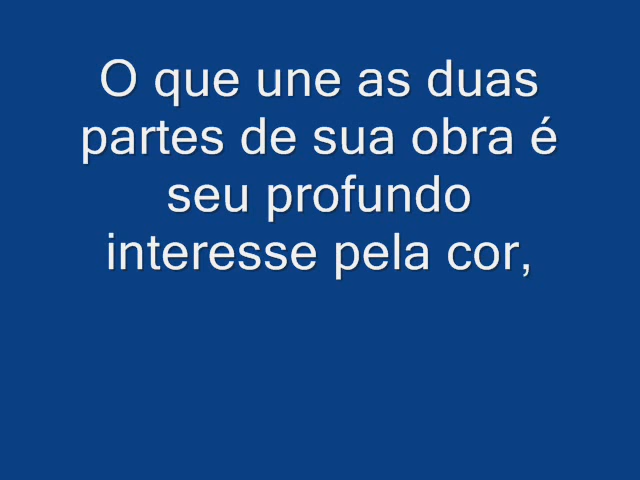 O que une as duas
partes de sua obra é
seu profundo
interesse pela cor,